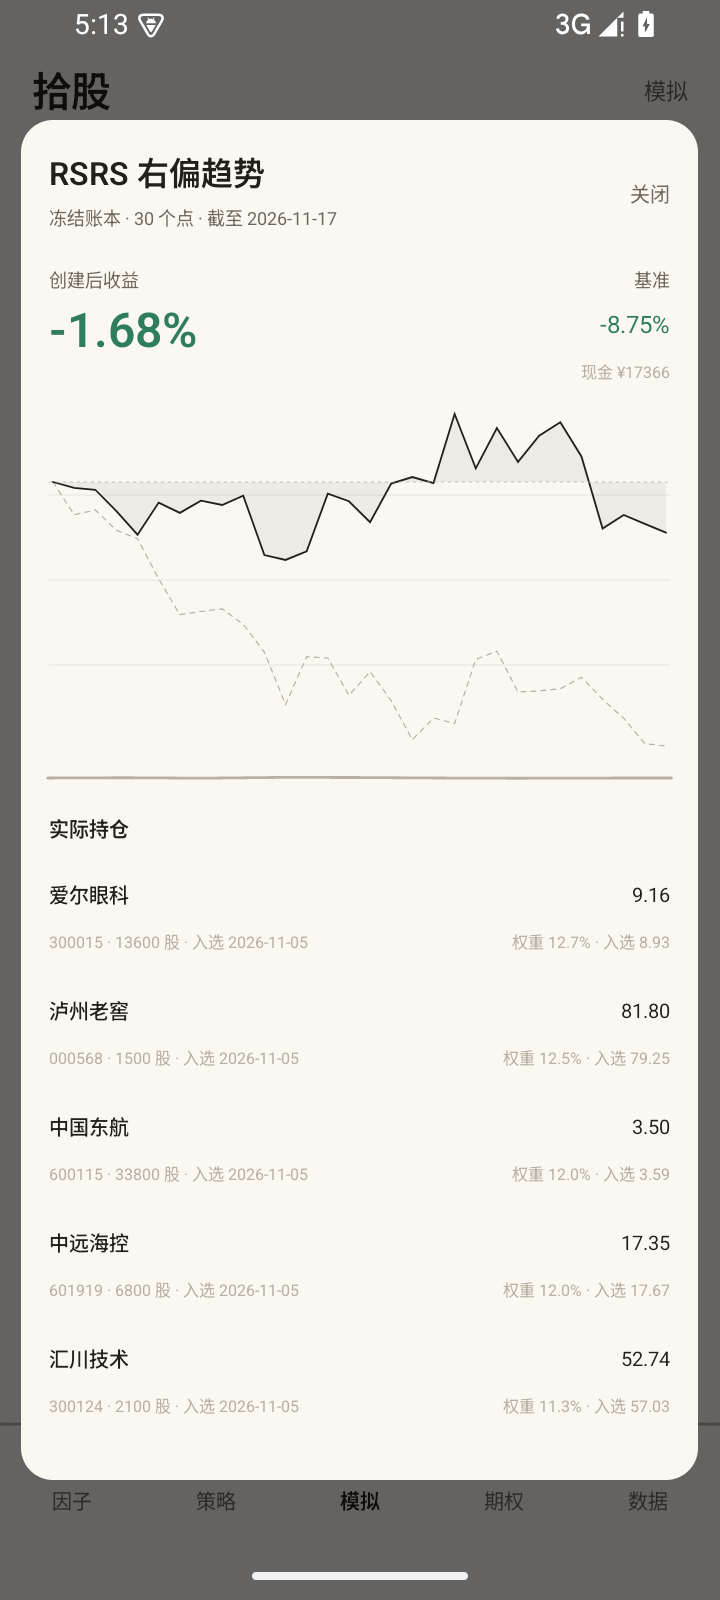 5:13
3G
拾股
模拟
RSRS 右偏趋势
关闭
冻结账本 · 30 个点 · 截至 2026-11-17
创建后收益
基准
-1.68%
-8.75%
现金 ¥17366
实际持仓
爱尔眼科
9.16
300015 · 13600 股 · 入选 2026-11-05
权重 12.7% · 入选 8.93
泸州老窖
81.80
000568 · 1500 股 · 入选 2026-11-05
权重 12.5% · 入选 79.25
中国东航
3.50
600115 · 33800 股 · 入选 2026-11-05
权重 12.0% · 入选 3.59
中远海控
17.35
601919 · 6800 股 · 入选 2026-11-05
权重 12.0% · 入选 17.67
汇川技术
52.74
300124 · 2100 股 · 入选 2026-11-05
权重 11.3% · 入选 57.03
因子
策略
模拟
期权
数据